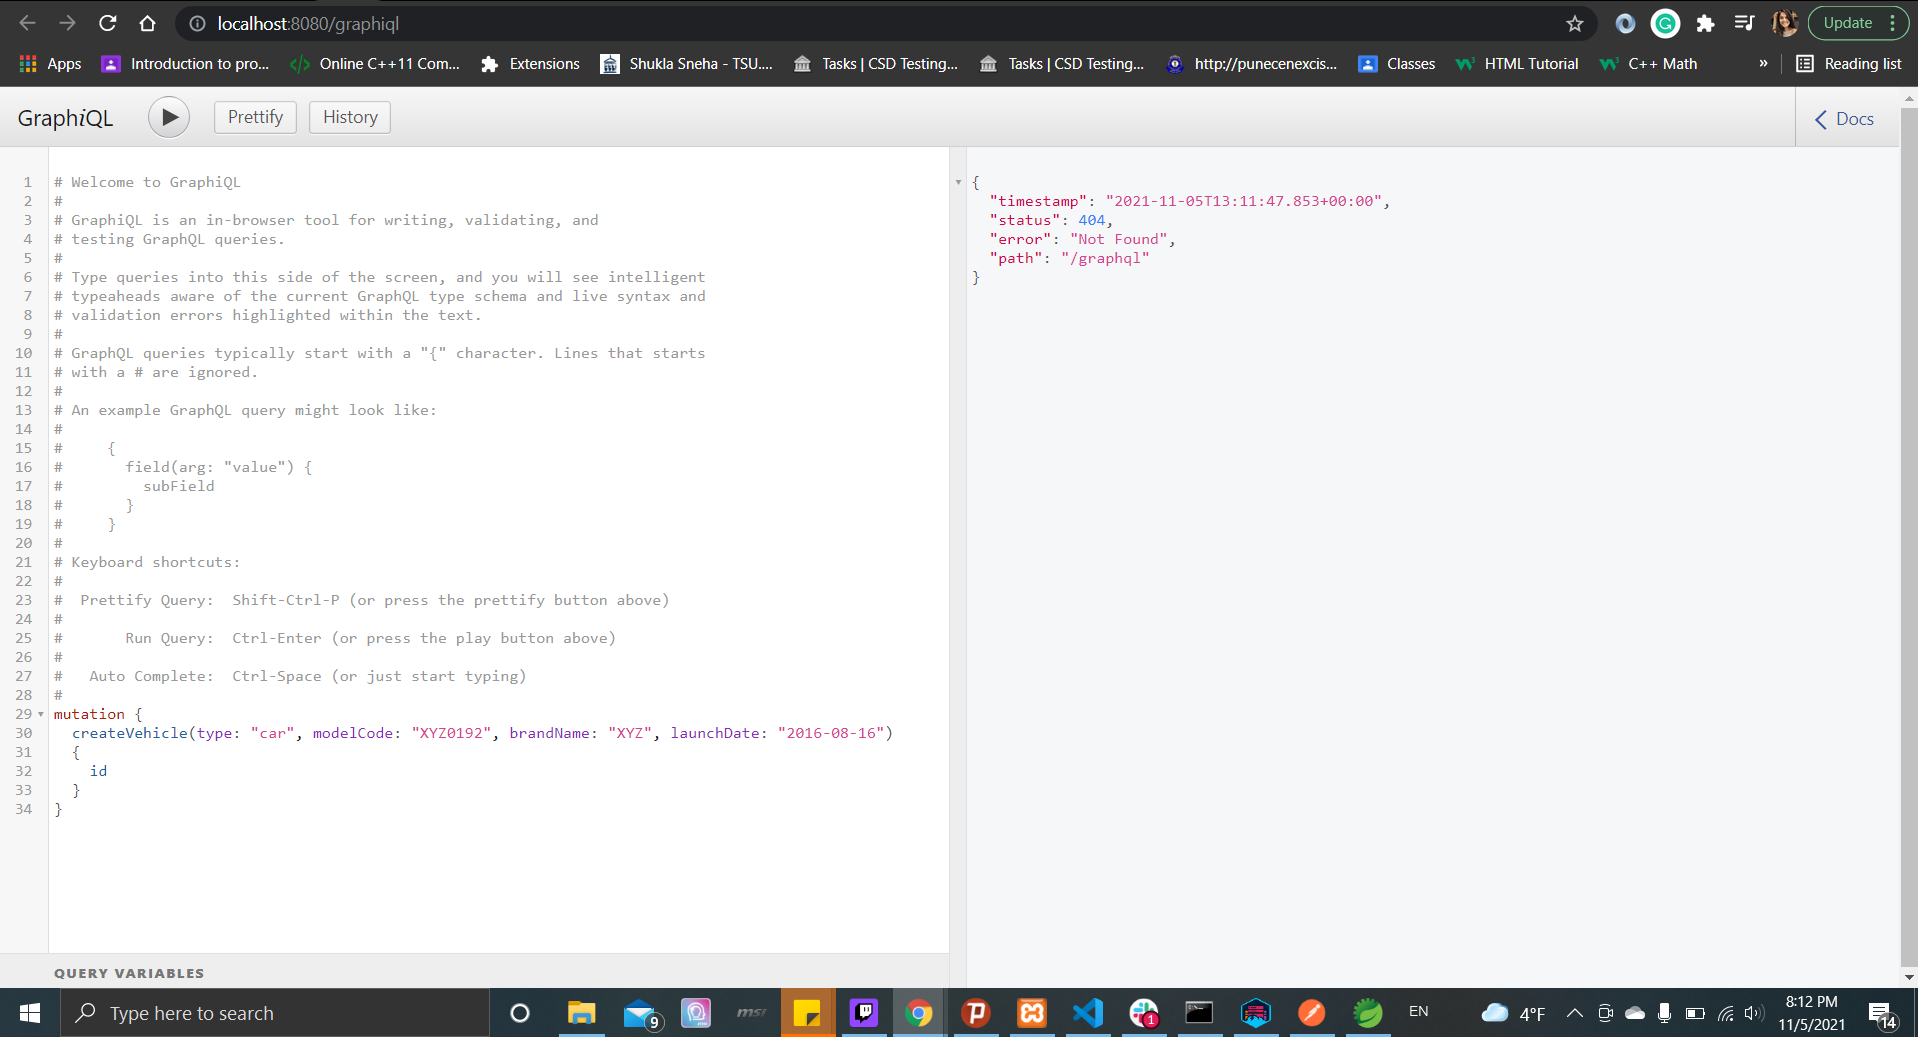 localhost:8080/graphiql
Update
Apps
Introduction to pro...
Online C++11 Com...
Extensions
Shukla Sneha - TSU....
Tasks | CSD Testing...
Tasks | CSD Testing...
http://punecenexcis...
Classes
HTML Tutorial
C++ Math
»
Reading list
GraphiQL
Prettify
History
Docs
1 # Welcome to GraphiQL
2 #
3 # GraphiQL is an in-browser tool for writing, validating, and
4 # testing GraphQL queries.
5 #
6 # Type queries into this side of the screen, and you will see intelligent
7 # typeaheads aware of the current GraphQL type schema and live syntax and
8 # validation errors highlighted within the text.
9 #
10 # GraphQL queries typically start with a "{" character. Lines that starts
11 # with a # are ignored.
12 #
13 # An example GraphQL query might look like:
14 #
15 #     {
16 #       field(arg: "value") {
17 #         subField
18 #       }
19 #     }
20 #
21 # Keyboard shortcuts:
22 #
23 #  Prettify Query:  Shift-Ctrl-P (or press the prettify button above)
24 #
25 #       Run Query:  Ctrl-Enter (or press the play button above)
26 #
27 #   Auto Complete:  Ctrl-Space (or just start typing)
28 #
29 mutation {
30   createVehicle(type: "car", modelCode: "XYZ0192", brandName: "XYZ", launchDate: "2016-08-16")
31   {
32     id
33   }
34 }
QUERY VARIABLES
{
  "timestamp": "2021-11-05T13:11:47.853+00:00",
  "status": 404,
  "error": "Not Found",
  "path": "/graphql"
}
Type here to search
9
msi
1
EN
4°F
8:12 PM
11/5/2021
14